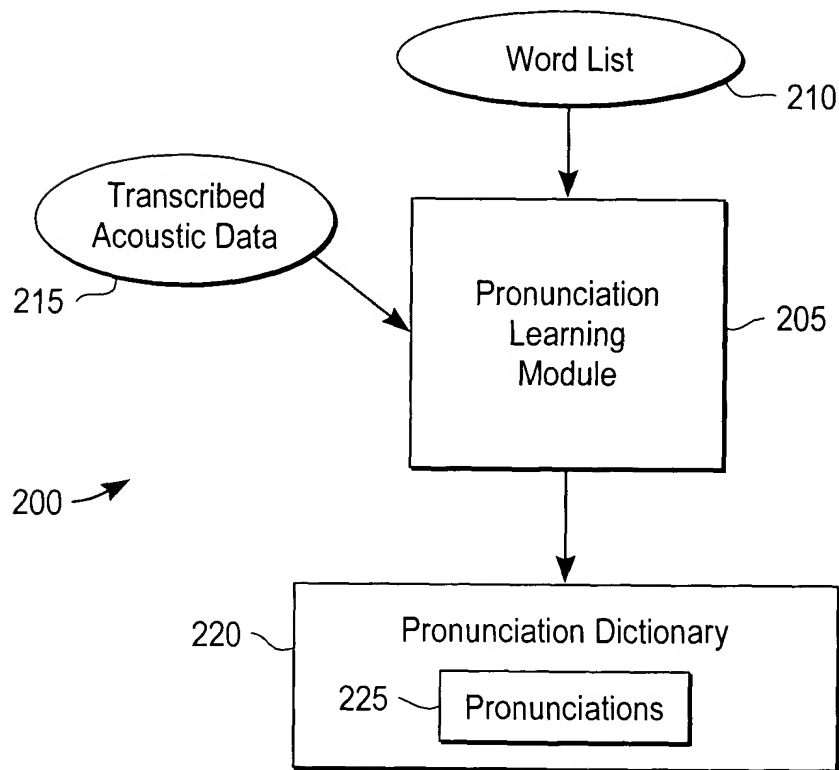 Word List
210
Transcribed
Acoustic Data
215
Pronunciation
Learning
Module
205
200
220
Pronunciation Dictionary
225
Pronunciations